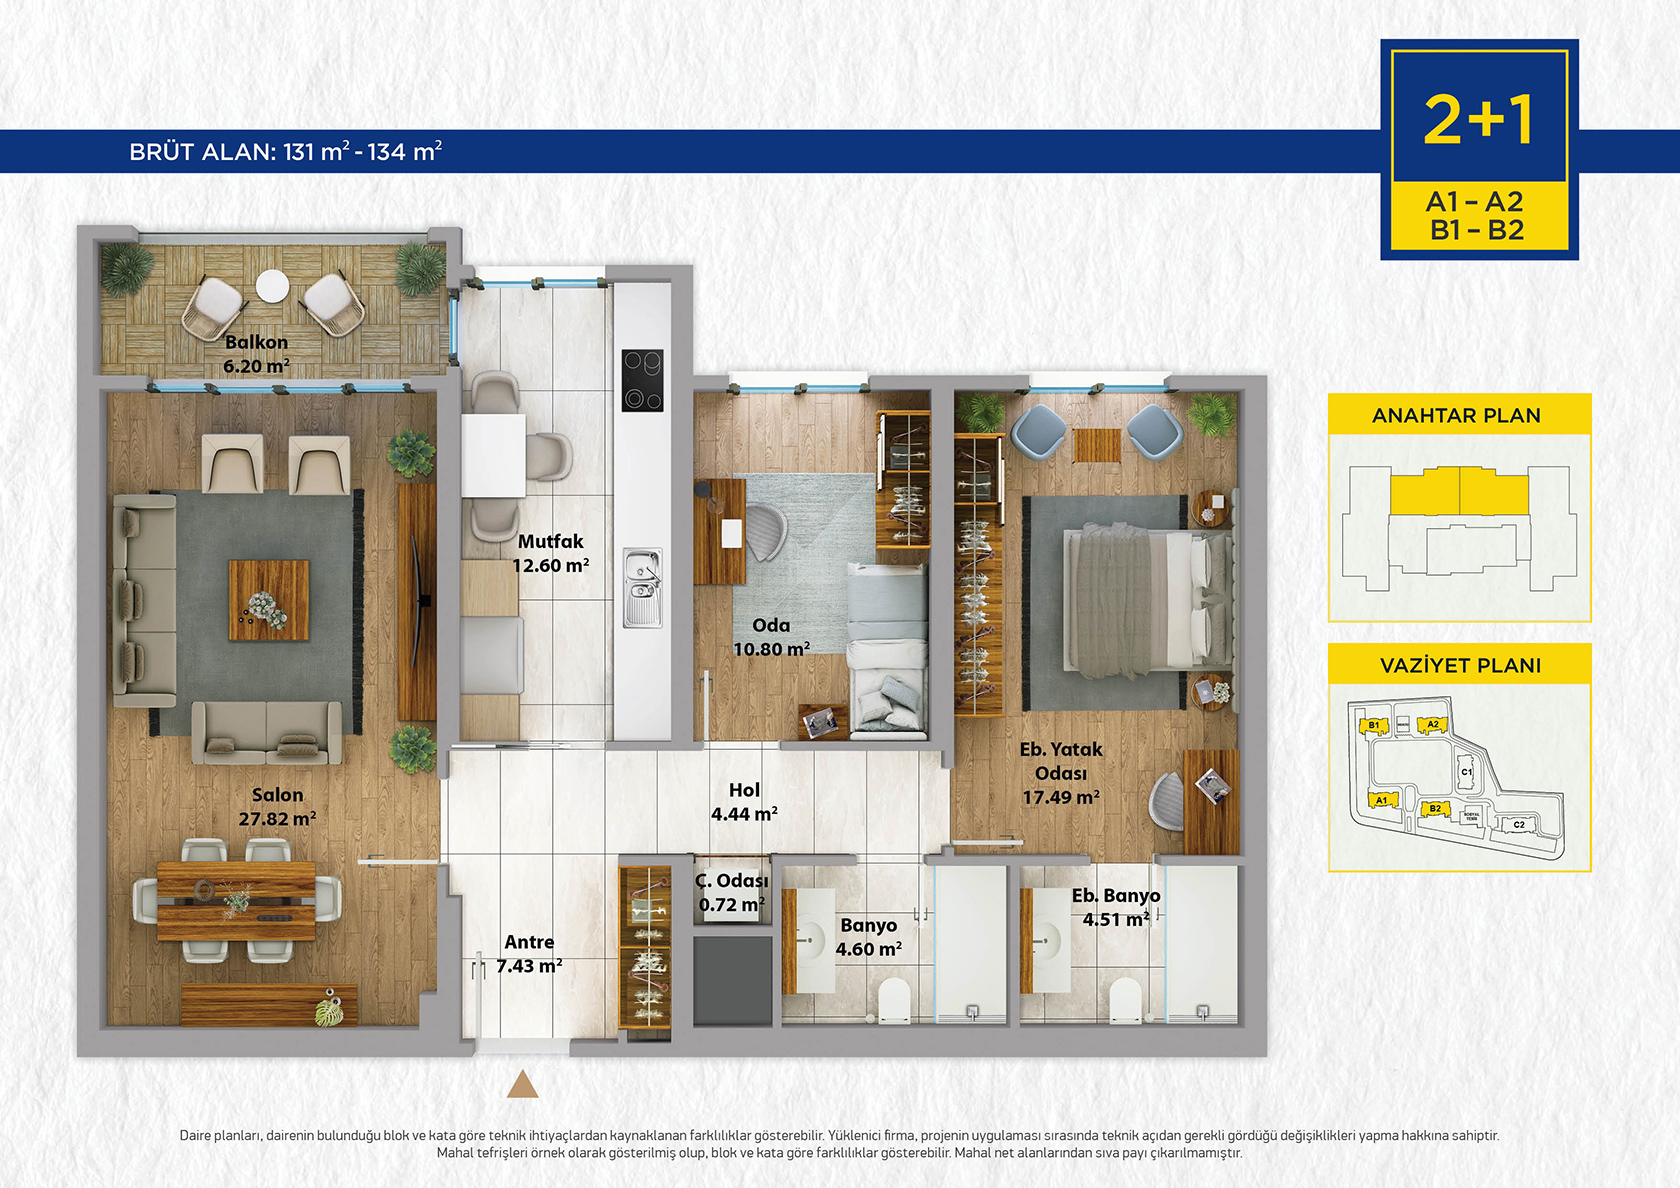 BRÜT ALAN: 131 m² - 134 m²
2+1
A1 – A2
B1 – B2
Balkon
6.20 m²
Mutfak
12.60 m²
Oda
10.80 m²
Eb. Yatak
Odası
17.49 m²
Salon
27.82 m²
Hol
4.44 m²
Ç. Odası
0.72 m²
Antre
7.43 m²
Banyo
4.60 m²
Eb. Banyo
4.51 m²
ANAHTAR PLAN
VAZİYET PLANI
B1
A2
C1
A1
B2
SOSYAL
TESİS
C2
Daire planları, dairenin bulunduğu blok ve kata göre teknik ihtiyaçlardan kaynaklanan farklılıklar gösterebilir. Yüklenici firma, projenin uygulaması sırasında teknik açıdan gerekli gördüğü değişiklikleri yapma hakkına sahiptir.
Mahal tefrişleri örnek olarak gösterilmiş olup, blok ve kata göre farklılıklar gösterebilir. Mahal net alanlarından sıva payı çıkarılmamıştır.